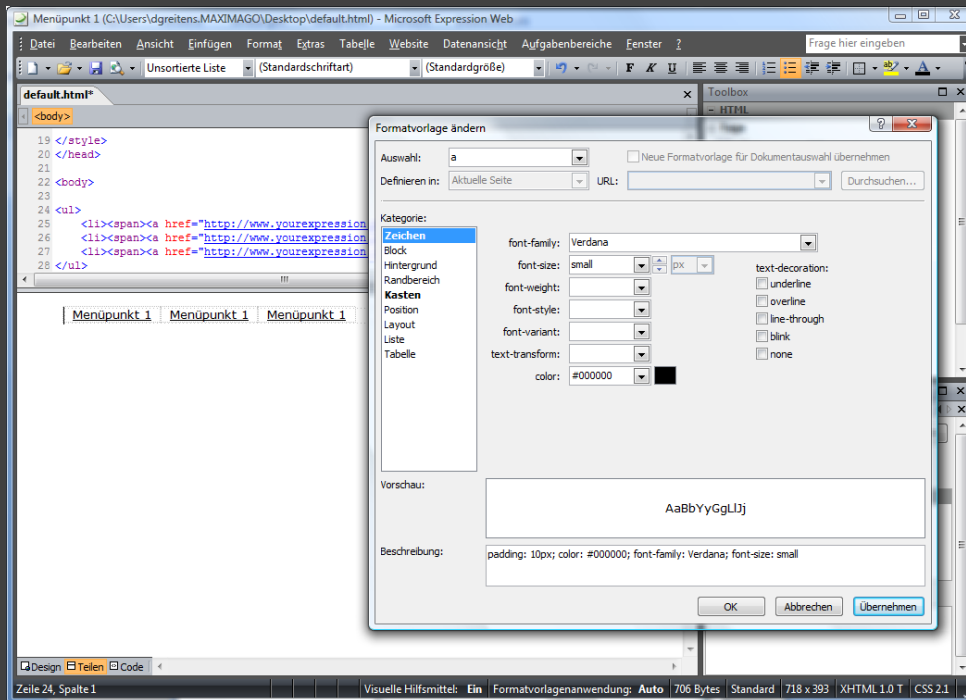 Menüpunkt 1 (C:\Users\dgreitens.MAXIMAGO\Desktop\default.html) - Microsoft Expression Web
Datei Bearbeiten Ansicht Einfügen Format Extras Tabelle Website Datenansicht Aufgabenbereiche Fenster ?
Frage hier eingeben
Unsortierte Liste (Standardschriftart) (Standardgröße) F K U
default.html*
Toolbox
<body>
- HTML
Formatvorlage ändern
19 </style>
20 </head>
21
22 <body>
23
24 <ul>
25 <li><span><a href="http://www.yourexpression
26 <li><span><a href="http://www.yourexpression
27 <li><span><a href="http://www.yourexpression
28 </ul>
Menüpunkt 1 Menüpunkt 1 Menüpunkt 1
Auswahl: a Neue Formatvorlage für Dokumentauswahl übernehmen
Definieren in: Aktuelle Seite URL: Durchsuchen...
Kategorie:
Zeichen
Block
Hintergrund
Randbereich
Kasten
Position
Layout
Liste
Tabelle
font-family: Verdana
font-size: small px
font-weight:
font-style:
font-variant:
text-transform:
color: #000000
text-decoration:
underline
overline
line-through
blink
none
Vorschau:
AaBbYyGgLlJj
Beschreibung:
padding: 10px; color: #000000; font-family: Verdana; font-size: small
OK Abbrechen Übernehmen
Design Teilen Code
Zeile 24, Spalte 1 Visuelle Hilfsmittel: Ein Formatvorlagenanwendung: Auto 706 Bytes Standard 718 x 393 XHTML 1.0 T CSS 2.1